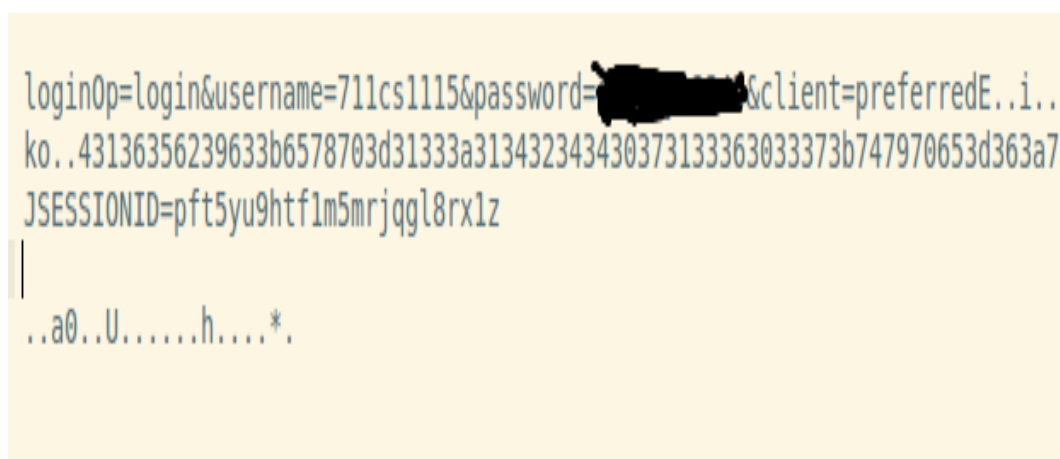 loginOp=login&username=711cs1115&password=&client=preferredE..i..
ko..43136356239633b6578703d31333a313432343430373133363033373b747970653d363a7
JSESSIONID=pft5yu9htf1m5mrjqgl8rx1z
..a0..U......h....*.